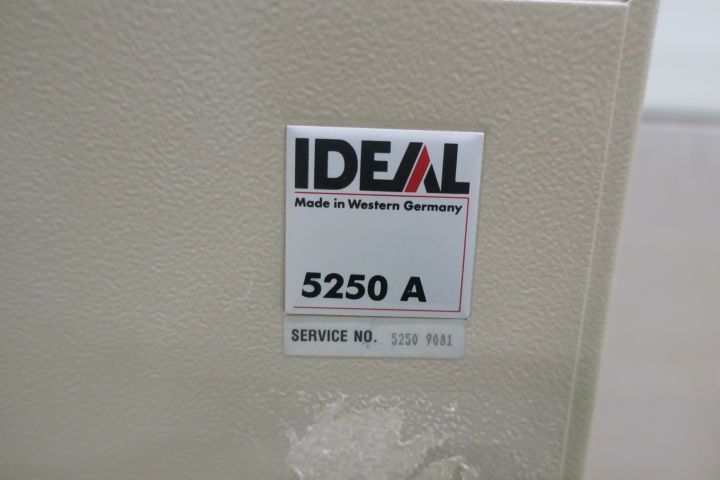 IDEAL
Made in Western Germany
5250 A
SERVICE NO. 5250 9081